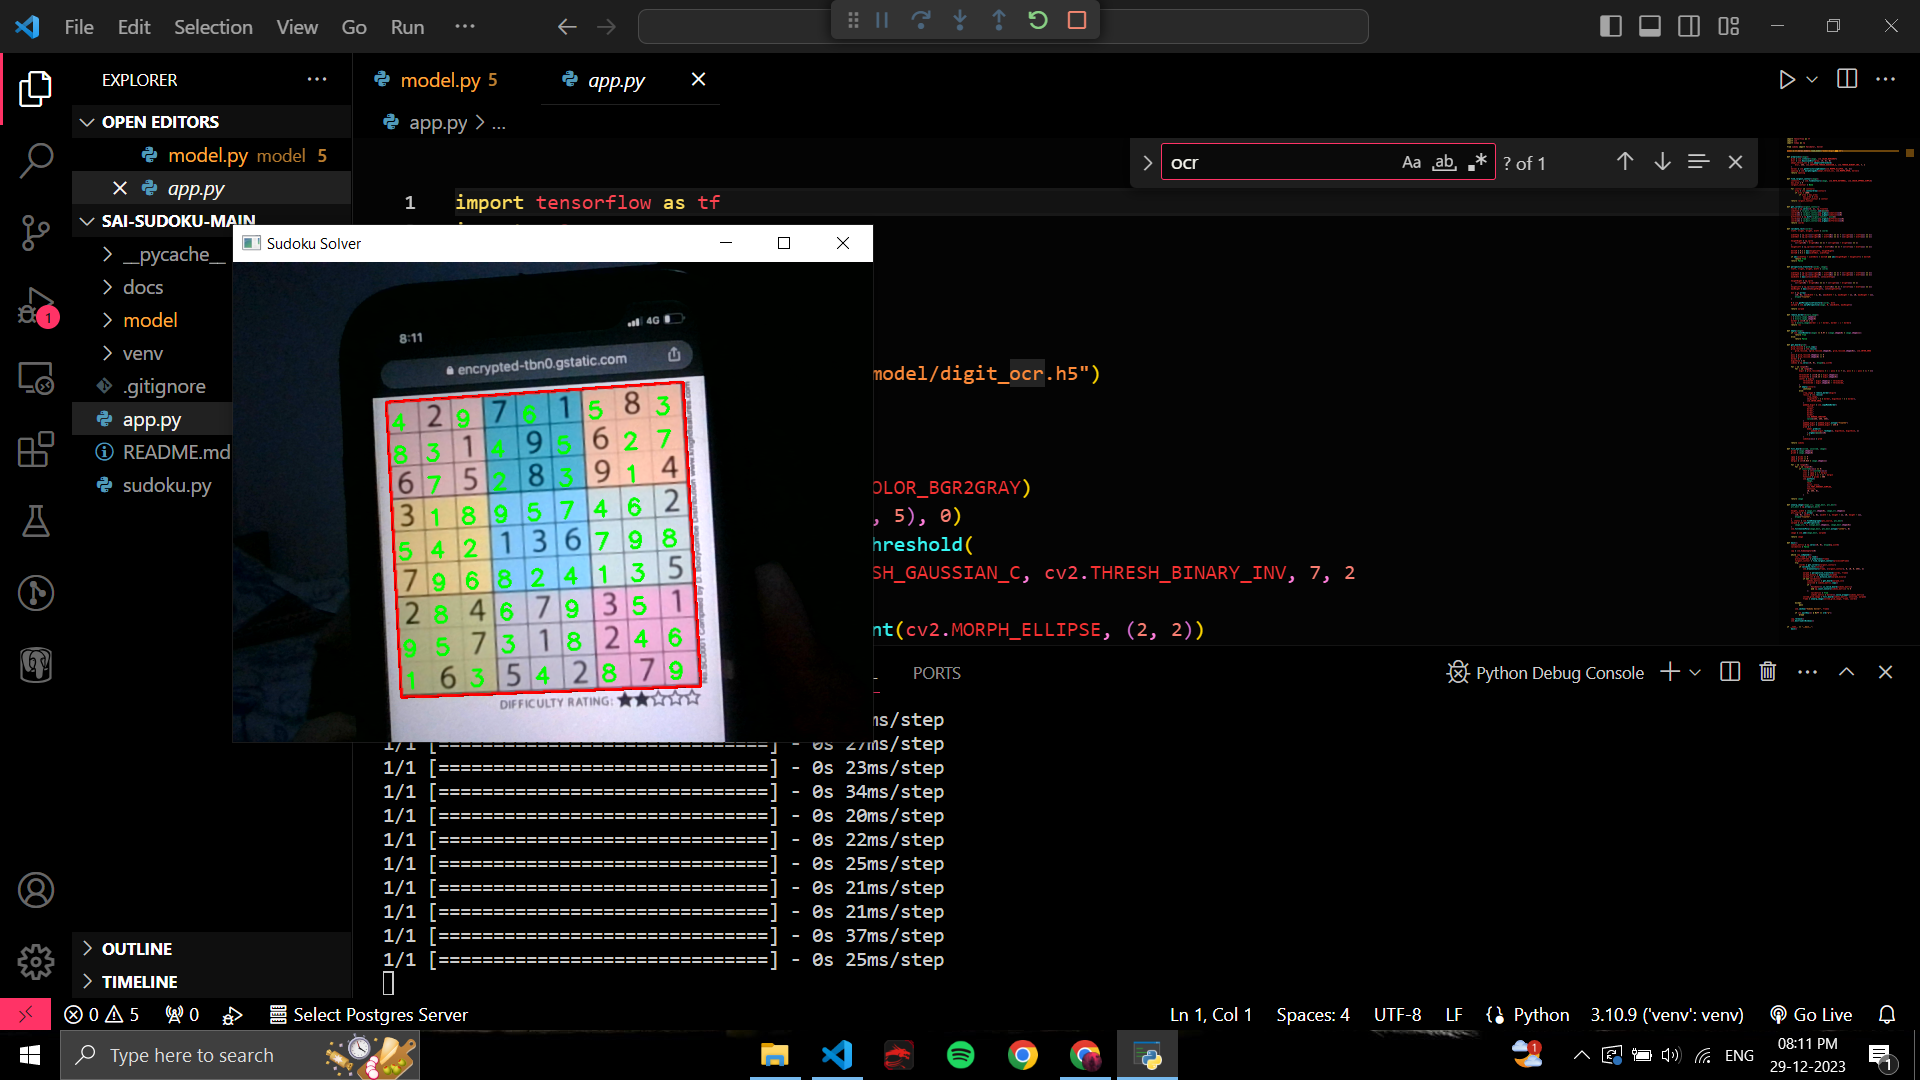 File Edit Selection View Go Run ···
EXPLORER ···
OPEN EDITORS
model.py model 5
app.py
SAI-SUDOKU-MAIN
__pycache__
docs
model
venv
.gitignore
app.py
README.md
sudoku.py
OUTLINE
TIMELINE
1
model.py 5
app.py
app.py > ...
ocr
Aa ab ? of 1
1 import tensorflow as tf
model/digit_ocr.h5")
OLOR_BGR2GRAY)
, 5), 0)
hreshold(
SH_GAUSSIAN_C, cv2.THRESH_BINARY_INV, 7, 2
nt(cv2.MORPH_ELLIPSE, (2, 2))
Sudoku Solver
8:11
4G
encrypted-tbn0.gstatic.com
4 2 9 7 6 1 5 8 3
8 3 1 4 9 5 6 2 7
6 7 5 2 8 3 9 1 4
3 1 8 9 5 7 4 6 2
5 4 2 1 3 6 7 9 8
7 9 6 8 2 4 1 3 5
2 8 4 6 7 9 3 5 1
9 5 7 3 1 8 2 4 6
1 6 3 5 4 2 8 7 9
DIFFICULTY RATING: ★★☆☆☆
PORTS
Python Debug Console
ms/step
1/1 [==============================] - 0s 27ms/step
1/1 [==============================] - 0s 23ms/step
1/1 [==============================] - 0s 34ms/step
1/1 [==============================] - 0s 20ms/step
1/1 [==============================] - 0s 22ms/step
1/1 [==============================] - 0s 25ms/step
1/1 [==============================] - 0s 21ms/step
1/1 [==============================] - 0s 21ms/step
1/1 [==============================] - 0s 37ms/step
1/1 [==============================] - 0s 25ms/step
0 5 0 Select Postgres Server
Ln 1, Col 1 Spaces: 4 UTF-8 LF Python 3.10.9 ('venv': venv) Go Live
Type here to search
1
ENG
08:11 PM
29-12-2023
1